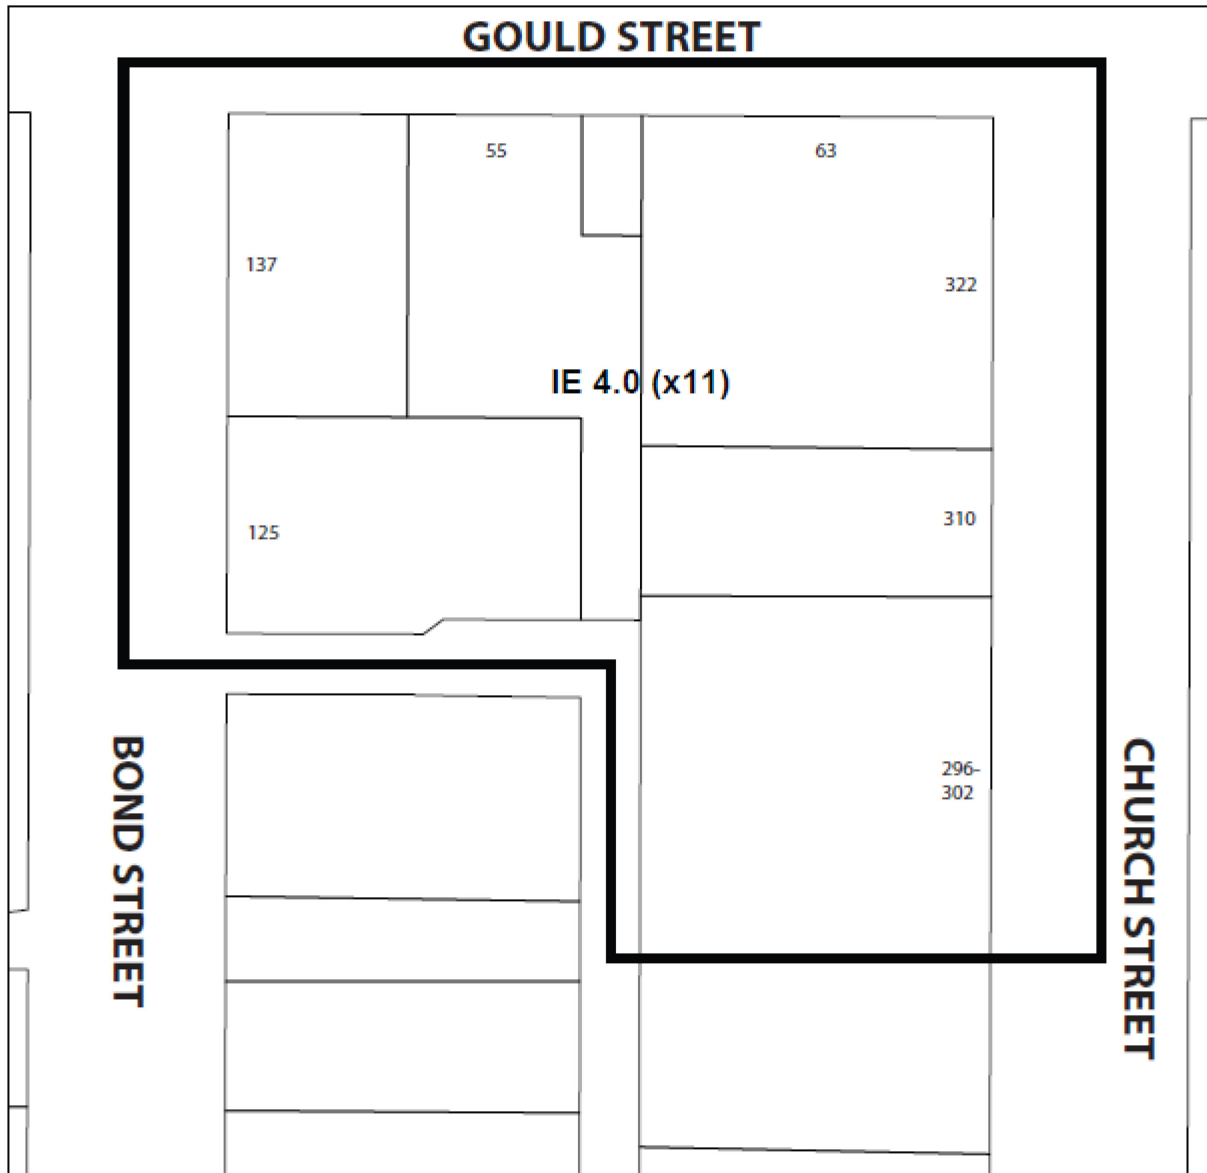 GOULD STREET
55
63
137
322
IE 4.0 (x11)
310
125
BOND STREET
296-
302
CHURCH STREET